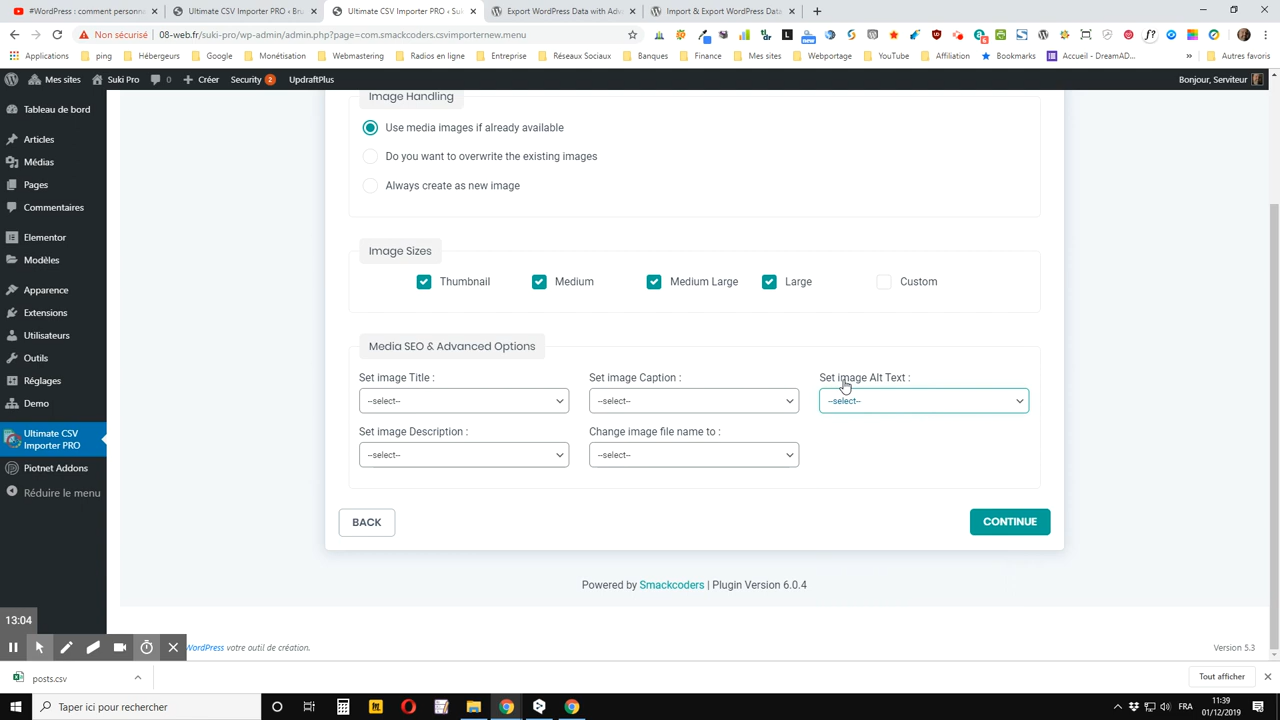 #WordPress : comment personna
Ultimate CSV Importer PRO ‹ Bru
Ultimate CSV Importer PRO ‹ Suki
Export WordPress Data with Adva
Import & Export WordPress Data
Non sécurisé | 08-web.fr/suki-pro/wp-admin/admin.php?page=com.smackcoders.csvimporternew.menu
Applications ping Hébergeurs Google Monétisation Webmastering Radios en ligne Entreprise Réseaux Sociaux Banques Finance Mes sites Webportage YouTube Affiliation Bookmarks Accueil - DreamAD... » Autres favoris
Mes sites Suki Pro 0 Créer Security 2 UpdraftPlus Bonjour, Serviteur
Tableau de bord
Articles
Médias
Pages
Commentaires
Elementor
Modèles
Apparence
Extensions
Utilisateurs
Outils
Réglages
Demo
Ultimate CSV
Importer PRO
Piotnet Addons
Réduire le menu
Image Handling
Use media images if already available
Do you want to overwrite the existing images
Always create as new image
Image Sizes
Thumbnail Medium Medium Large Large Custom
Media SEO & Advanced Options
Set image Title : Set image Caption : Set image Alt Text :
--select-- --select-- --select--
Set image Description : Change image file name to :
--select-- --select--
BACK CONTINUE
Powered by Smackcoders | Plugin Version 6.0.4
13:04
WordPress votre outil de création. Version 5.3
posts.csv Tout afficher
Taper ici pour rechercher
FRA
11:39
01/12/2019